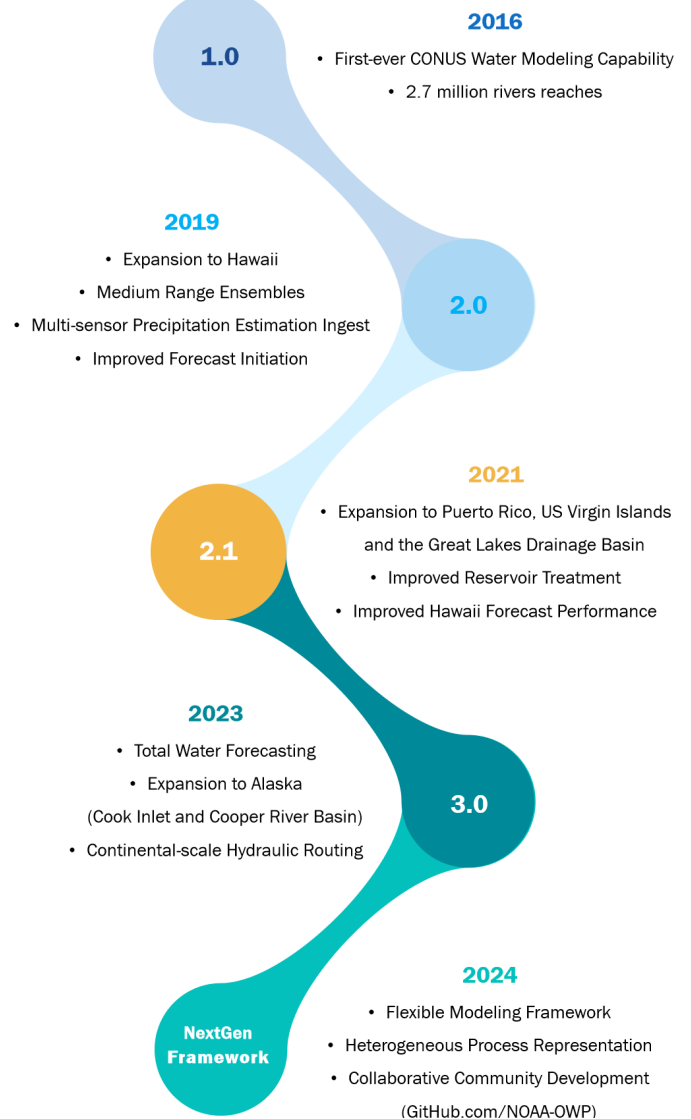 1.0
2016
• First-ever CONUS Water Modeling Capability
• 2.7 million rivers reaches
2019
• Expansion to Hawaii
• Medium Range Ensembles
• Multi-sensor Precipitation Estimation Ingest
• Improved Forecast Initiation
2.0
2021
• Expansion to Puerto Rico, US Virgin Islands
and the Great Lakes Drainage Basin
• Improved Reservoir Treatment
• Improved Hawaii Forecast Performance
2.1
2023
• Total Water Forecasting
• Expansion to Alaska
(Cook Inlet and Cooper River Basin)
• Continental-scale Hydraulic Routing
3.0
2024
• Flexible Modeling Framework
• Heterogeneous Process Representation
• Collaborative Community Development
(GitHub.com/NOAA-OWP)
NextGen
Framework